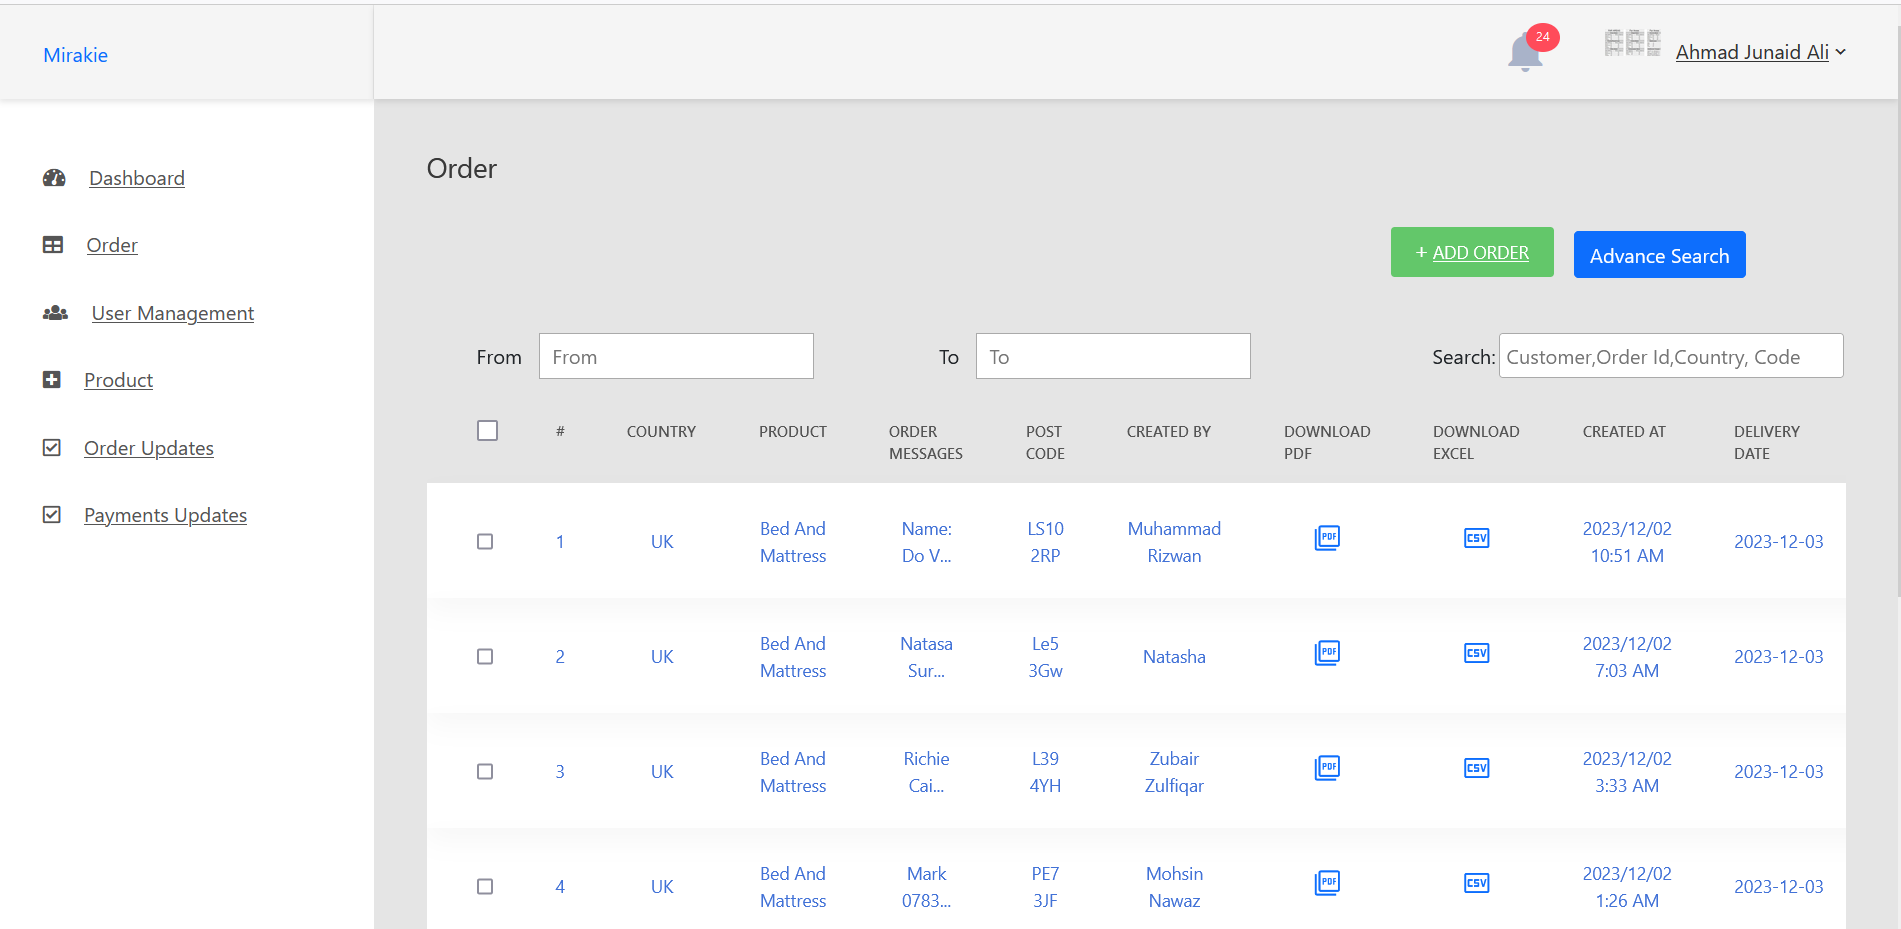 Mirakie
24
Ahmad Junaid Ali
Dashboard
Order
User Management
Product
Order Updates
Payments Updates
Order
+ ADD ORDER
Advance Search
From From To To Search: Customer,Order Id,Country, Code
# COUNTRY PRODUCT ORDER MESSAGES POST CODE CREATED BY DOWNLOAD PDF DOWNLOAD EXCEL CREATED AT DELIVERY DATE
1 UK Bed And Mattress Name: Do V... LS10 2RP Muhammad Rizwan PDF CSV 2023/12/02 10:51 AM 2023-12-03
2 UK Bed And Mattress Natasa Sur... Le5 3Gw Natasha PDF CSV 2023/12/02 7:03 AM 2023-12-03
3 UK Bed And Mattress Richie Cai... L39 4YH Zubair Zulfiqar PDF CSV 2023/12/02 3:33 AM 2023-12-03
4 UK Bed And Mattress Mark 0783... PE7 3JF Mohsin Nawaz PDF CSV 2023/12/02 1:26 AM 2023-12-03